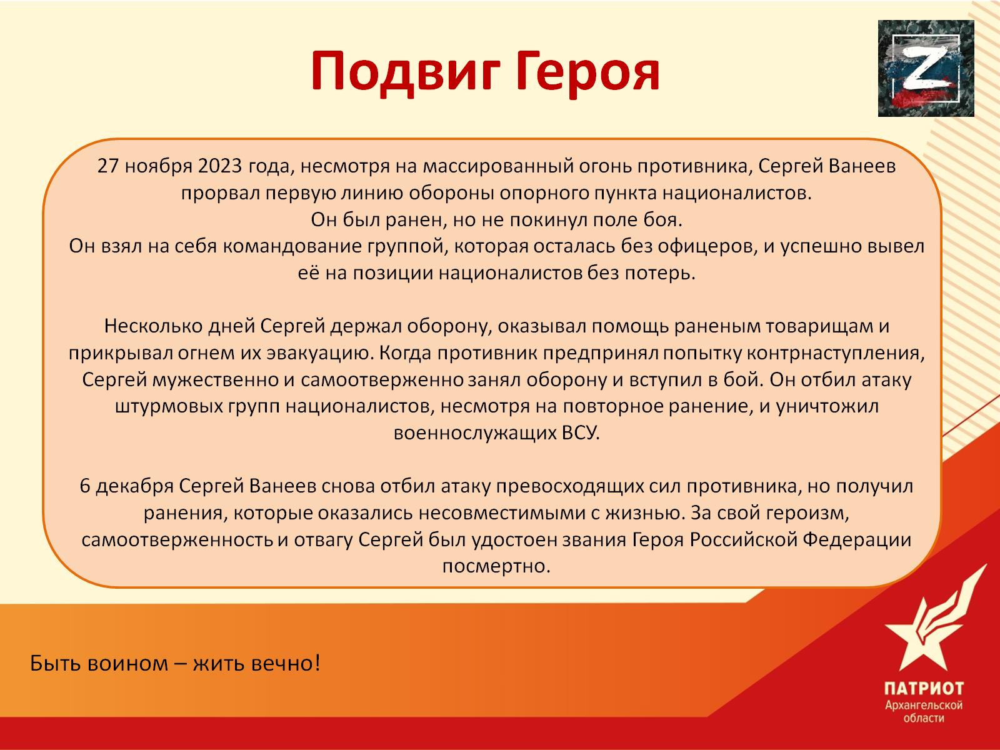 Подвиг Героя
Z
27 ноября 2023 года, несмотря на массированный огонь противника, Сергей Ванеев
прорвал первую линию обороны опорного пункта националистов.
Он был ранен, но не покинул поле боя.
Он взял на себя командование группой, которая осталась без офицеров, и успешно вывел
её на позиции националистов без потерь.
Несколько дней Сергей держал оборону, оказывал помощь раненым товарищам и
прикрывал огнем их эвакуацию. Когда противник предпринял попытку контрнаступления,
Сергей мужественно и самоотверженно занял оборону и вступил в бой. Он отбил атаку
штурмовых групп националистов, несмотря на повторное ранение, и уничтожил
военнослужащих ВСУ.
6 декабря Сергей Ванеев снова отбил атаку превосходящих сил противника, но получил
ранения, которые оказались несовместимыми с жизнью. За свой героизм,
самоотверженность и отвагу Сергей был удостоен звания Героя Российской Федерации
посмертно.
Быть воином – жить вечно!
ПАТРИОТ
Архангельской
области